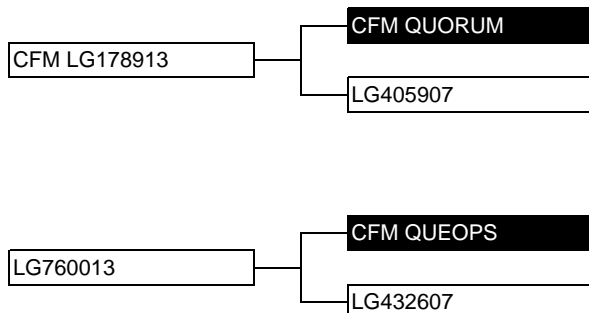 CFM QUORUM
CFM LG178913
LG405907
CFM QUEOPS
LG760013
LG432607